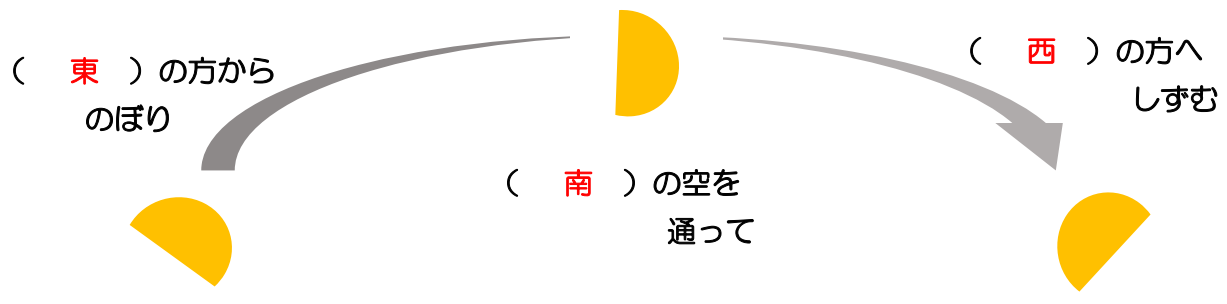 （　東　）の方から
のぼり
（　南　）の空を
通って
（　西　）の方へ
しずむ